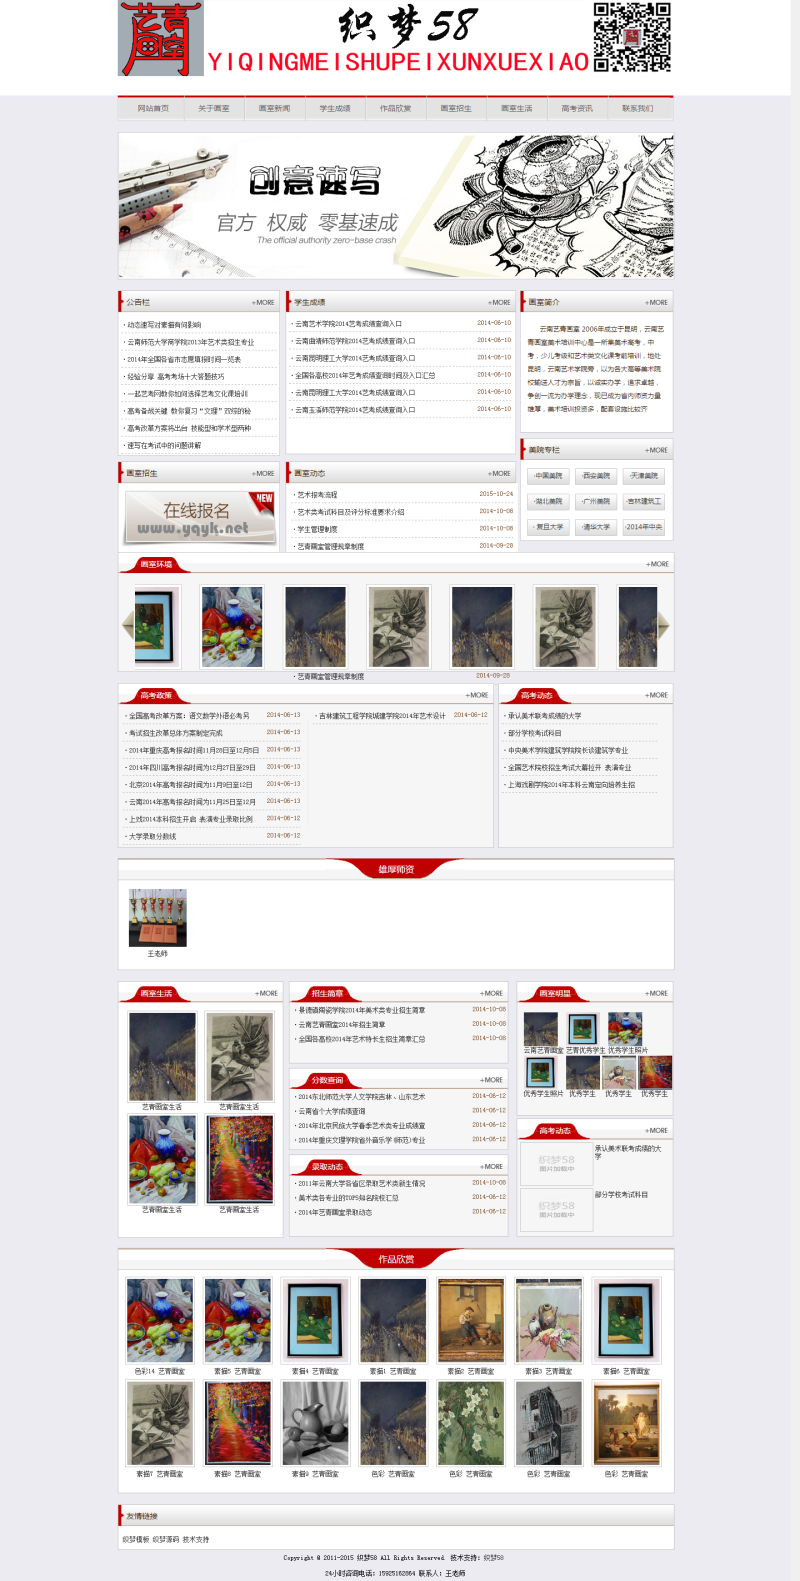 艺青画室
织梦58
YIQINGMEISHUPEIXUNXUEXIAO
网站首页 关于画室 画室新闻 学生成绩 作品欣赏 画室招生 画室生活 高考资讯 联系我们
创意速写
官方 权威 零基速成
The official authority zero-base crash
公告栏 +MORE
·动态速写对素描有何影响
·云南师范大学商学院2013年艺术类招生专业
·2014年全国各省市志愿填报时间一览表
·经验分享 高考考场十大答题技巧
·一起艺考网教你如何选择艺考文化课培训
·高考备战关键 教你复习“文理”双综的秘
·高考改革方案将出台 技能型和学术型两种
·速写在考试中的问题讲解
学生成绩 +MORE
·云南艺术学院2014艺考成绩查询入口 2014-06-10
·云南曲靖师范学院2014艺考成绩查询入口 2014-06-10
·云南昆明理工大学2014艺考成绩查询入口 2014-06-10
·全国各高校2014年艺考成绩查询时间及入口汇总 2014-06-10
·云南昆明理工大学2014艺考成绩查询入口 2014-06-10
·云南玉溪师范学院2014艺考成绩查询入口 2014-06-10
画室简介 +MORE
云南艺青画室 2006年成立于昆明，云南艺
青画室美术培训中心是一所集美术高考，中
考，少儿考级和艺术类文化课考前培训，地处
昆明，云南艺术学院旁，以为各大高等美术院
校输送人才为宗旨，以诚实办学，追求卓越，
争创一流为办学理念，现已成为省内师资力量
雄厚，美术培训投资多，配套设施比较齐
美院专栏 +MORE
·中国美院 ·西安美院 ·天津美院
·湖北美院 ·广州美院 ·吉林建筑工
·复旦大学 ·清华大学 ·2014年中央
画室招生 +MORE
在线报名
NEW
www.yqyk.net
画室动态 +MORE
·艺术报考流程 2015-10-24
·艺术类考试科目及评分标准要求介绍 2014-10-08
·学生管理制度 2014-10-08
·艺青画室管理规章制度 2014-09-28
画室环境 +MORE
·艺青画室管理规章制度 2014-09-28
高考政策 +MORE
·全国高考改革方案：语文数学外语必考另 2014-06-13
·考试招生改革总体方案制定完成 2014-06-13
·2014年重庆高考报名时间11月28日至12月5日 2014-06-13
·2014年四川高考报名时间为12月27日至29日 2014-06-13
·北京2014年高考报名时间为11月9日至12日 2014-06-13
·云南2014年高考报名时间为11月25日至12月 2014-06-13
·上戏2014本科招生开启 表演专业录取比例 2014-06-12
·大学录取分数线 2014-06-12
·吉林建筑工程学院城建学院2014年艺术设计 2014-06-12
高考动态 +MORE
·承认美术联考成绩的大学
·部分学校考试科目
·中央美术学院建筑学院院长谈建筑学专业
·全国艺术院校招生考试大幕拉开 表演专业
·上海戏剧学院2014年本科云南定向培养生招
雄厚师资
王老师
画室生活 +MORE
艺青画室生活 艺青画室生活
艺青画室生活 艺青画室生活
招生简章 +MORE
·景德镇陶瓷学院2014年美术类专业招生简章 2014-10-08
·云南艺青画室2014年招生简章 2014-10-08
·全国各高校2014年艺术特长生招生简章汇总 2014-10-08
分数查询 +MORE
·2014东北师范大学人文学院吉林、山东艺术 2014-06-12
·云南省个大学成绩查询 2014-06-12
·2014年北京民族大学春季艺术类专业成绩查 2014-06-12
·2014年重庆文理学院省外音乐学（师范）专业 2014-06-12
录取动态 +MORE
·2011年云南大学各省区录取艺术类新生情况 2014-10-08
·美术类各专业的TOP5知名院校汇总 2014-06-12
·2014年艺青画室录取动态 2014-06-12
画室明星 +MORE
云南艺青画室 艺青优秀学生 优秀学生照片
优秀学生照片 优秀学生 优秀学生 优秀学生
高考动态 +MORE
织梦58
图片加载中
承认美术联考成绩的大
学
织梦58
图片加载中
部分学校考试科目
作品欣赏
色彩14 艺青画室 素描5 艺青画室 素描4 艺青画室 素描1 艺青画室 素描2 艺青画室 素描3 艺青画室 素描6 艺青画室
素描7 艺青画室 素描8 艺青画室 素描9 艺青画室 色彩 艺青画室 色彩 艺青画室 色彩 艺青画室 色彩 艺青画室
友情链接
织梦模板 织梦源码 技术支持
Copyright © 2011-2015 织梦58 All Rights Reserved. 技术支持：织梦58
24小时咨询电话：15925162864 联系人：王老师